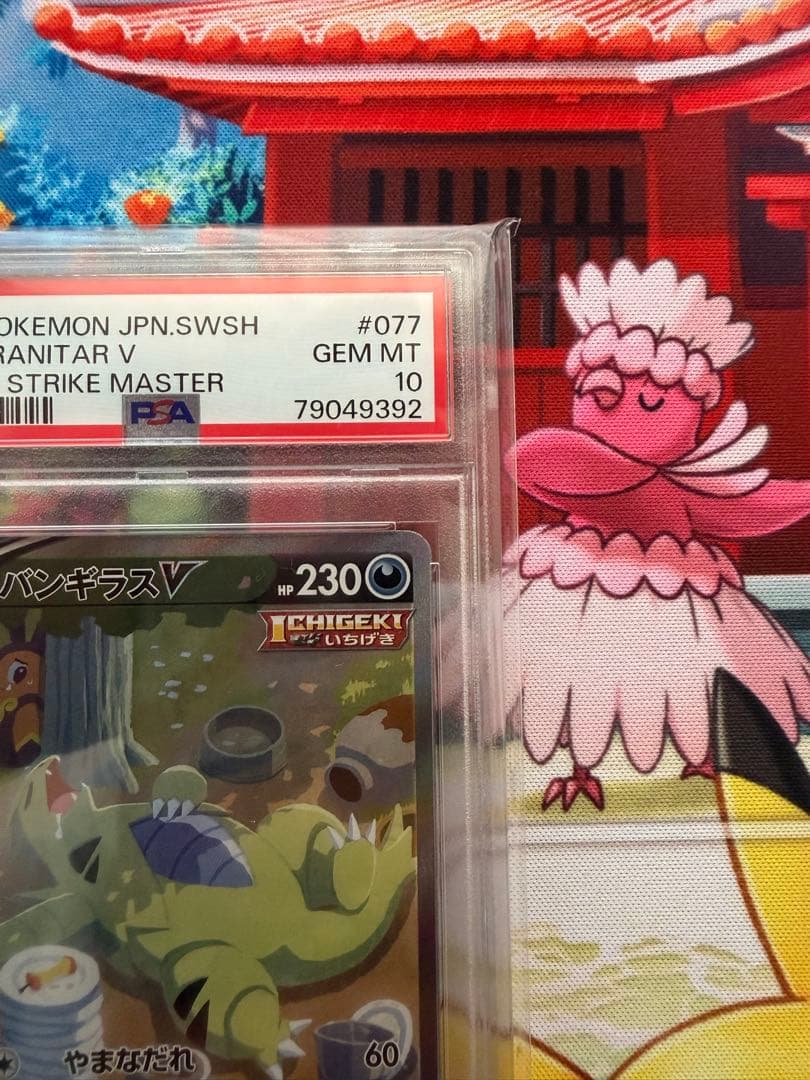 OKEMON JPN.SWSH #077
RANITAR V GEM MT
STRIKE MASTER 10
PSA 79049392
バンギラスV HP 230
ICHIGEKI
いちげき
やまなだれ 60